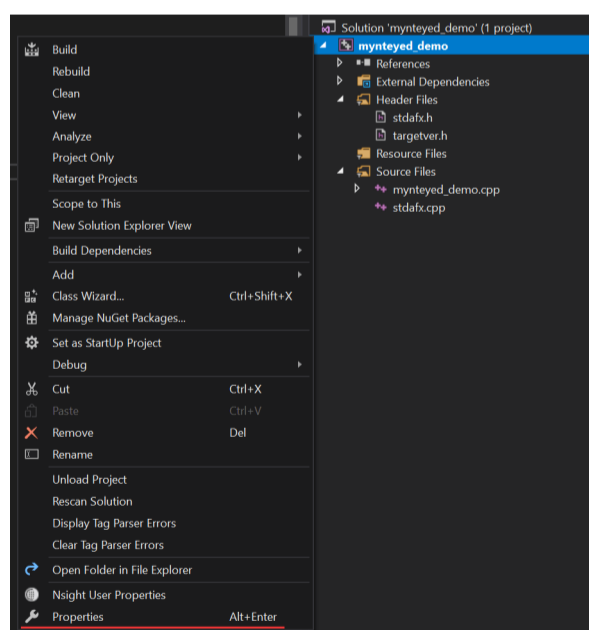 Build
Rebuild
Clean
View
Analyze
Project Only
Retarget Projects
Scope to This
New Solution Explorer View
Build Dependencies
Add
Class Wizard... Ctrl+Shift+X
Manage NuGet Packages...
Set as StartUp Project
Debug
Cut Ctrl+X
Paste Ctrl+V
Remove Del
Rename
Unload Project
Rescan Solution
Display Tag Parser Errors
Clear Tag Parser Errors
Open Folder in File Explorer
Nsight User Properties
Properties Alt+Enter
Solution 'mynteyed_demo' (1 project)
mynteyed_demo
References
External Dependencies
Header Files
stdafx.h
targetver.h
Resource Files
Source Files
mynteyed_demo.cpp
stdafx.cpp